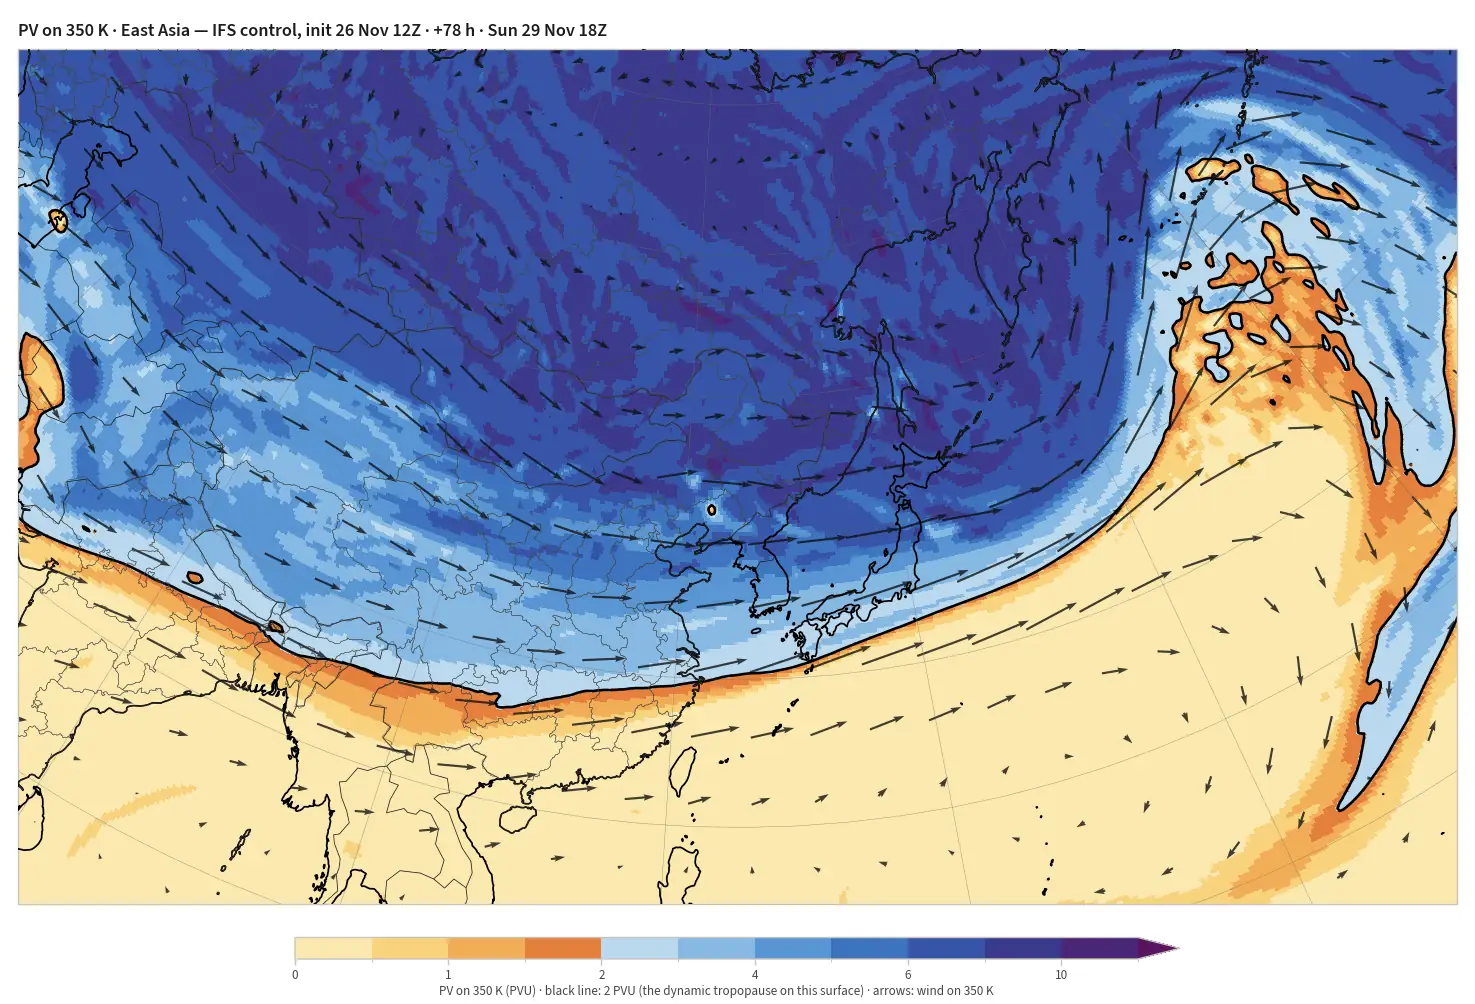 PV on 350 K · East Asia — IFS control, init 26 Nov 12Z · +78 h · Sun 29 Nov 18Z
0 1 2 4 6 10
PV on 350 K (PVU) · black line: 2 PVU (the dynamic tropopause on this surface) · arrows: wind on 350 K